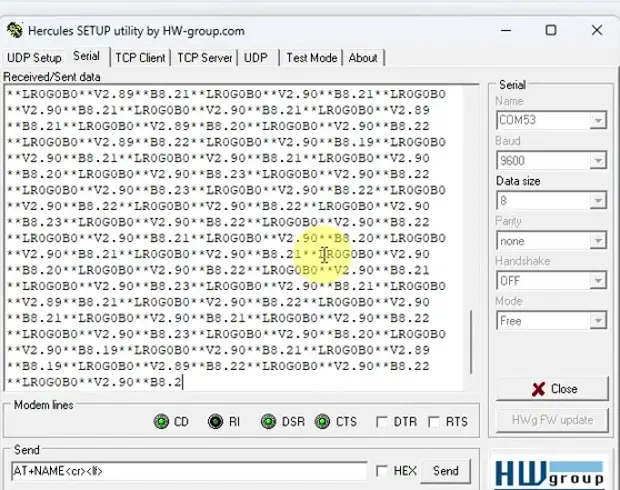 Hercules SETUP utility by HW-group.com
UDP Setup Serial TCP Client TCP Server UDP Test Mode About
Received/Sent data
**LR0G0B0**V2.89**B8.21**LR0G0B0**V2.90**B8.21**LR0G0B0
**V2.90**B8.21**LR0G0B0**V2.90**B8.21**LR0G0B0**V2.89
**B8.21**LR0G0B0**V2.89**B8.20**LR0G0B0**V2.90**B8.22
**LR0G0B0**V2.89**B8.22**LR0G0B0**V2.90**B8.19**LR0G0B0
**V2.90**B8.21**LR0G0B0**V2.90**B8.21**LR0G0B0**V2.90
**B8.20**LR0G0B0**V2.90**B8.23**LR0G0B0**V2.90**B8.22
**LR0G0B0**V2.90**B8.23**LR0G0B0**V2.90**B8.22**LR0G0B0
**V2.90**B8.22**LR0G0B0**V2.90**B8.22**LR0G0B0**V2.90
**B8.23**LR0G0B0**V2.90**B8.22**LR0G0B0**V2.90**B8.22
**LR0G0B0**V2.90**B8.21**LR0G0B0**V2.90**B8.20**LR0G0B0
**V2.90**B8.21**LR0G0B0**V2.90**B8.21**LR0G0B0**V2.90
**B8.20**LR0G0B0**V2.90**B8.22**LR0G0B0**V2.90**B8.21
**LR0G0B0**V2.90**B8.23**LR0G0B0**V2.90**B8.21**LR0G0B0
**V2.89**B8.21**LR0G0B0**V2.90**B8.22**LR0G0B0**V2.90
**B8.21**LR0G0B0**V2.90**B8.21**LR0G0B0**V2.90**B8.22
**LR0G0B0**V2.90**B8.23**LR0G0B0**V2.90**B8.20**LR0G0B0
**V2.90**B8.19**LR0G0B0**V2.90**B8.21**LR0G0B0**V2.89
**B8.19**LR0G0B0**V2.89**B8.22**LR0G0B0**V2.90**B8.22
**LR0G0B0**V2.90**B8.2
Serial
Name
COM53
Baud
9600
Data size
8
Parity
none
Handshake
OFF
Mode
Free
Close
HWg FW update
Modem lines
CD RI DSR CTS DTR RTS
Send
AT+NAME<cr><lf>
HEX Send
HW group